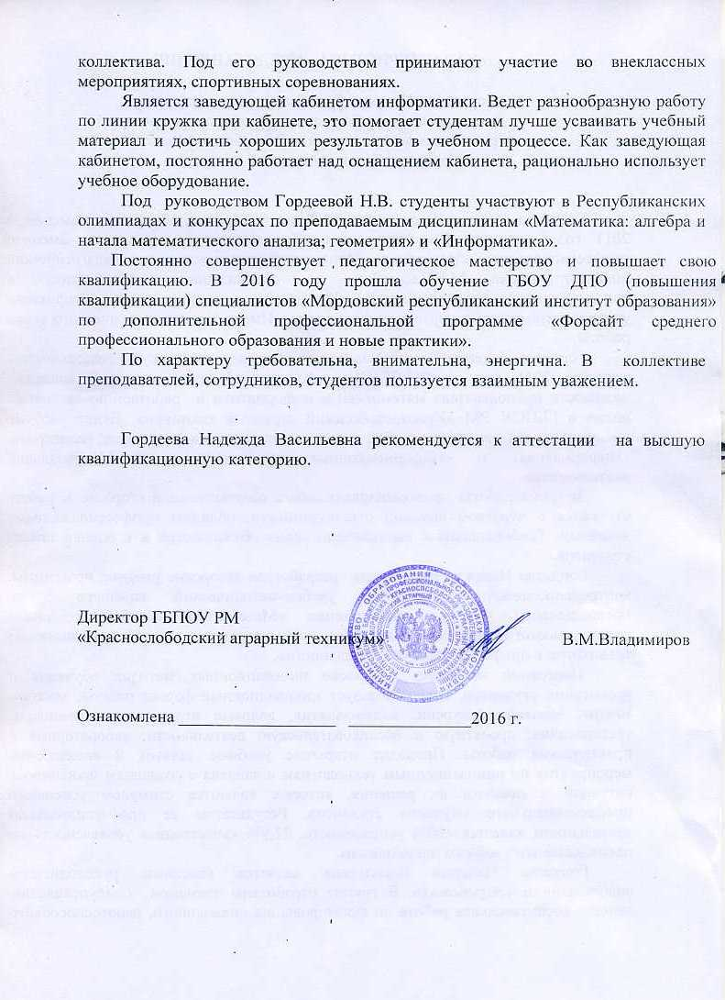 коллектива. Под его руководством принимают участие во внеклассных
мероприятиях, спортивных соревнованиях.
Является заведующей кабинетом информатики. Ведет разнообразную работу
по линии кружка при кабинете, это помогает студентам лучше усваивать учебный
материал и достичь хороших результатов в учебном процессе. Как заведующая
кабинетом, постоянно работает над оснащением кабинета, рационально использует
учебное оборудование.
Под руководством Гордеевой Н.В. студенты участвуют в Республиканских
олимпиадах и конкурсах по преподаваемым дисциплинам «Математика: алгебра и
начала математического анализа; геометрия» и «Информатика».
Постоянно совершенствует педагогическое мастерство и повышает свою
квалификацию. В 2016 году прошла обучение ГБОУ ДПО (повышения
квалификации) специалистов «Мордовский республиканский институт образования»
по дополнительной профессиональной программе «Форсайт среднего
профессионального образования и новые практики».
По характеру требовательна, внимательна, энергична. В коллективе
преподавателей, сотрудников, студентов пользуется взаимным уважением.
Гордеева Надежда Васильевна рекомендуется к аттестации на высшую
квалификационную категорию.
МИНИСТЕРСТВО ОБРАЗОВАНИЯ РЕСПУБЛИКИ МОРДОВИЯ
Директор ГБПОУ РМ
«Краснослободский аграрный техникум» В.М.Владимиров
Ознакомлена ____________________ ______________2016 г.